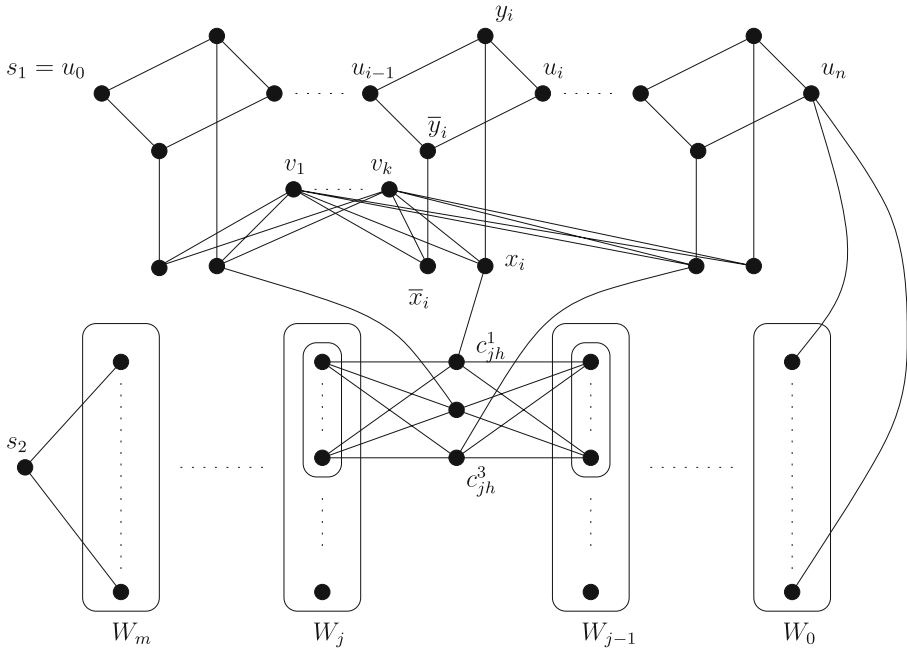 y_i
s_1 = u_0
u_{i-1}
u_i
u_n
\overline{y}_i
v_1
v_k
x_i
\overline{x}_i
c^1_{jh}
s_2
c^3_{jh}
W_m
W_j
W_{j-1}
W_0